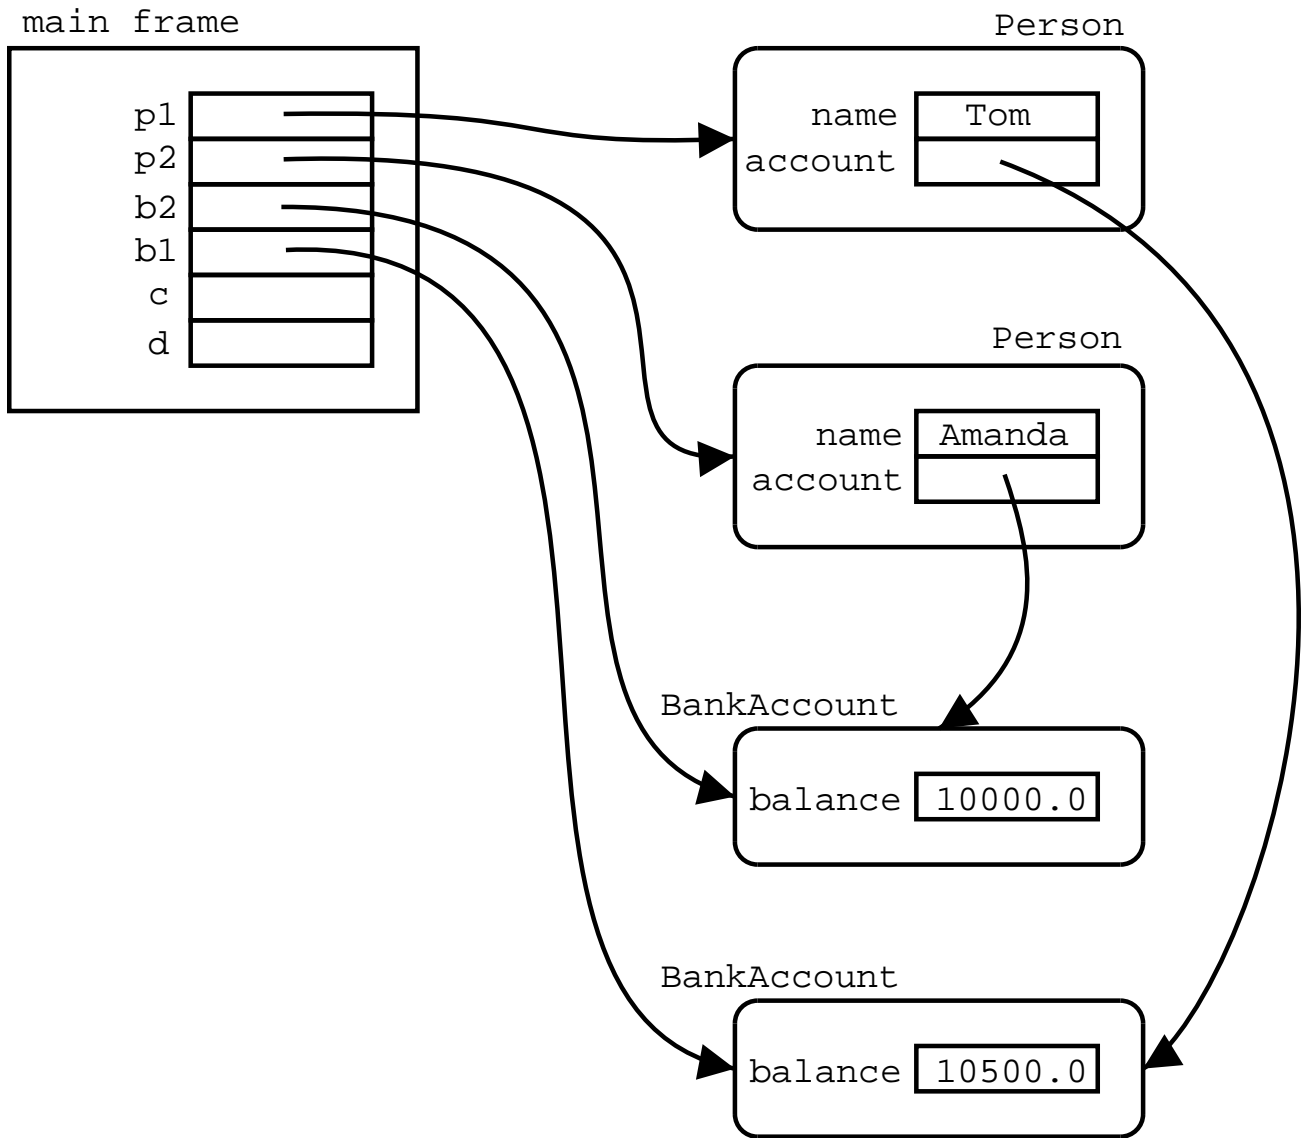 main frame
p1
p2
b2
b1
c
d
Person
name Tom
account
Person
name Amanda
account
BankAccount
balance 10000.0
BankAccount
balance 10500.0